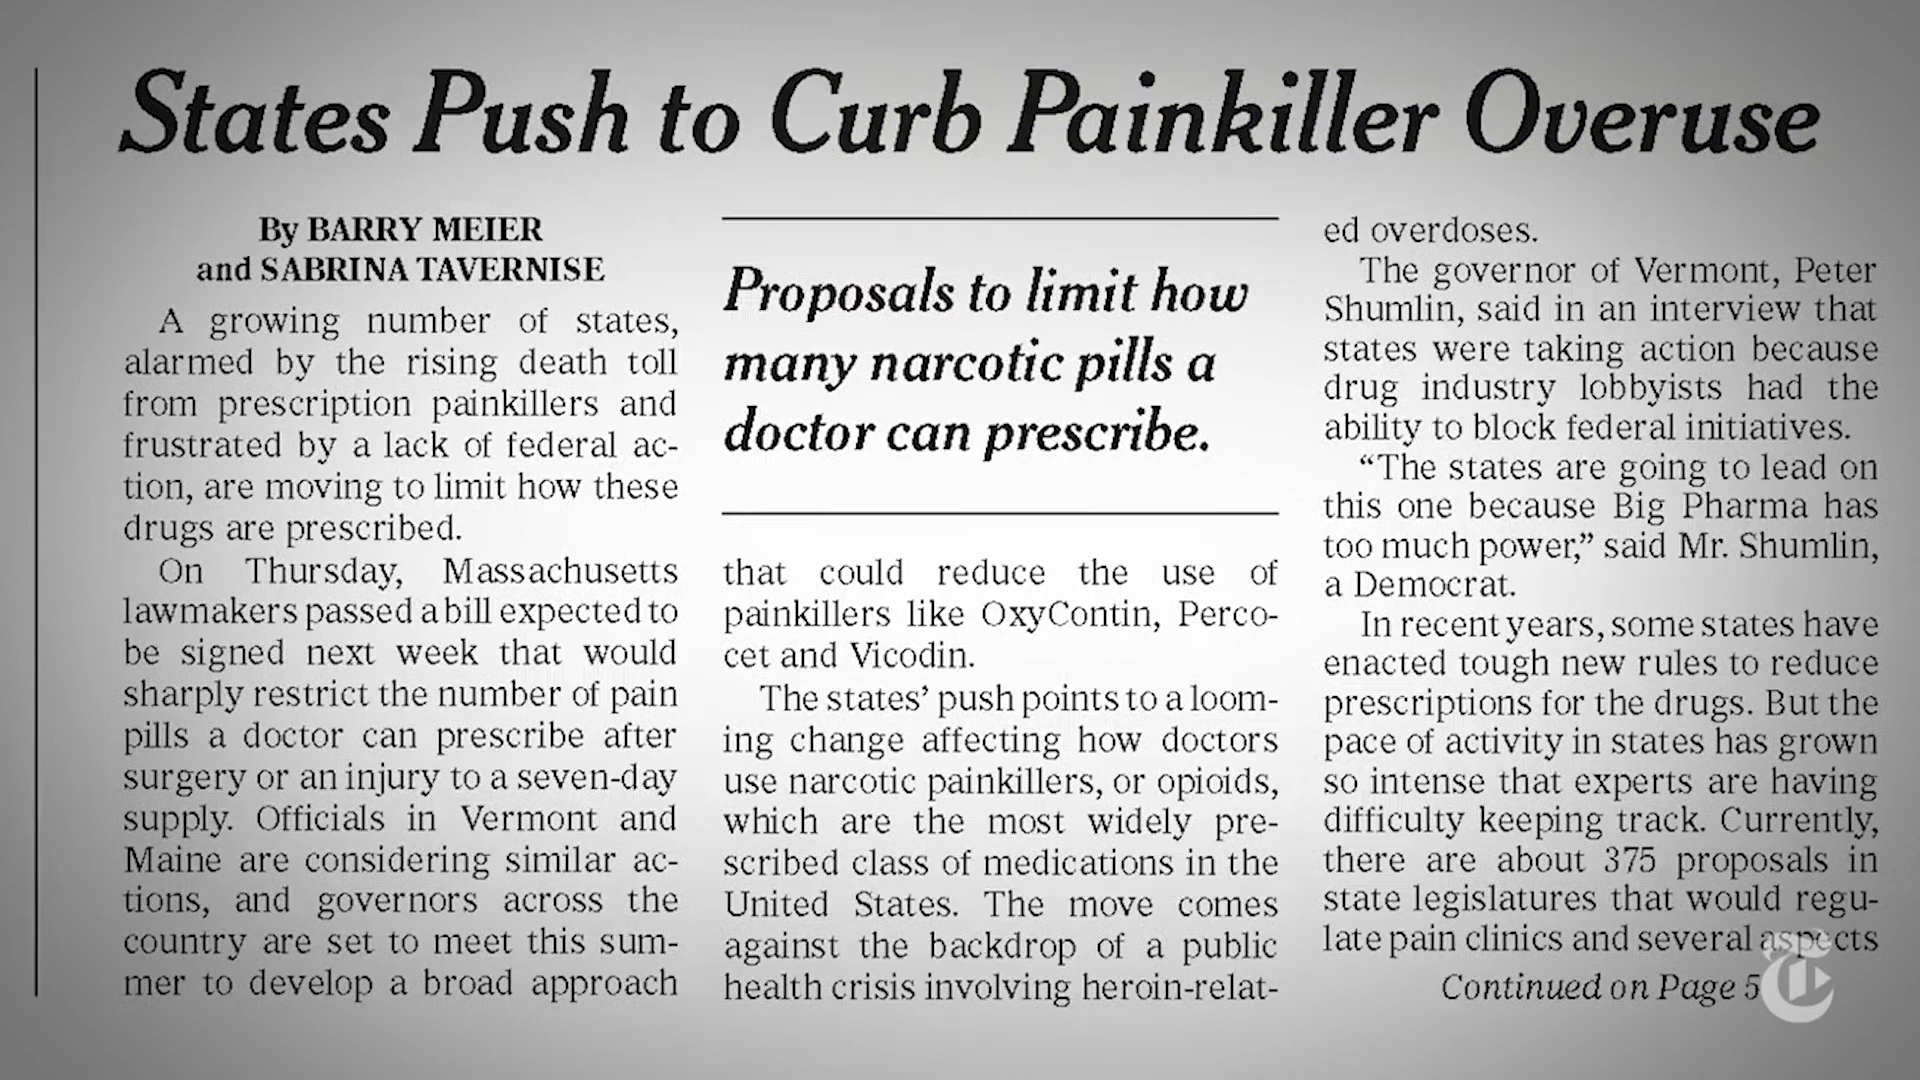 States Push to Curb Painkiller Overuse
By BARRY MEIER
and SABRINA TAVERNISE
A growing number of states,
alarmed by the rising death toll
from prescription painkillers and
frustrated by a lack of federal ac-
tion, are moving to limit how these
drugs are prescribed.
On Thursday, Massachusetts
lawmakers passed a bill expected to
be signed next week that would
sharply restrict the number of pain
pills a doctor can prescribe after
surgery or an injury to a seven-day
supply. Officials in Vermont and
Maine are considering similar ac-
tions, and governors across the
country are set to meet this sum-
mer to develop a broad approach
Proposals to limit how
many narcotic pills a
doctor can prescribe.
that could reduce the use of
painkillers like OxyContin, Perco-
cet and Vicodin.
The states’ push points to a loom-
ing change affecting how doctors
use narcotic painkillers, or opioids,
which are the most widely pre-
scribed class of medications in the
United States. The move comes
against the backdrop of a public
health crisis involving heroin-relat-
ed overdoses.
The governor of Vermont, Peter
Shumlin, said in an interview that
states were taking action because
drug industry lobbyists had the
ability to block federal initiatives.
“The states are going to lead on
this one because Big Pharma has
too much power,” said Mr. Shumlin,
a Democrat.
In recent years, some states have
enacted tough new rules to reduce
prescriptions for the drugs. But the
pace of activity in states has grown
so intense that experts are having
difficulty keeping track. Currently,
there are about 375 proposals in
state legislatures that would regu-
late pain clinics and several aspects
Continued on Page 5
T